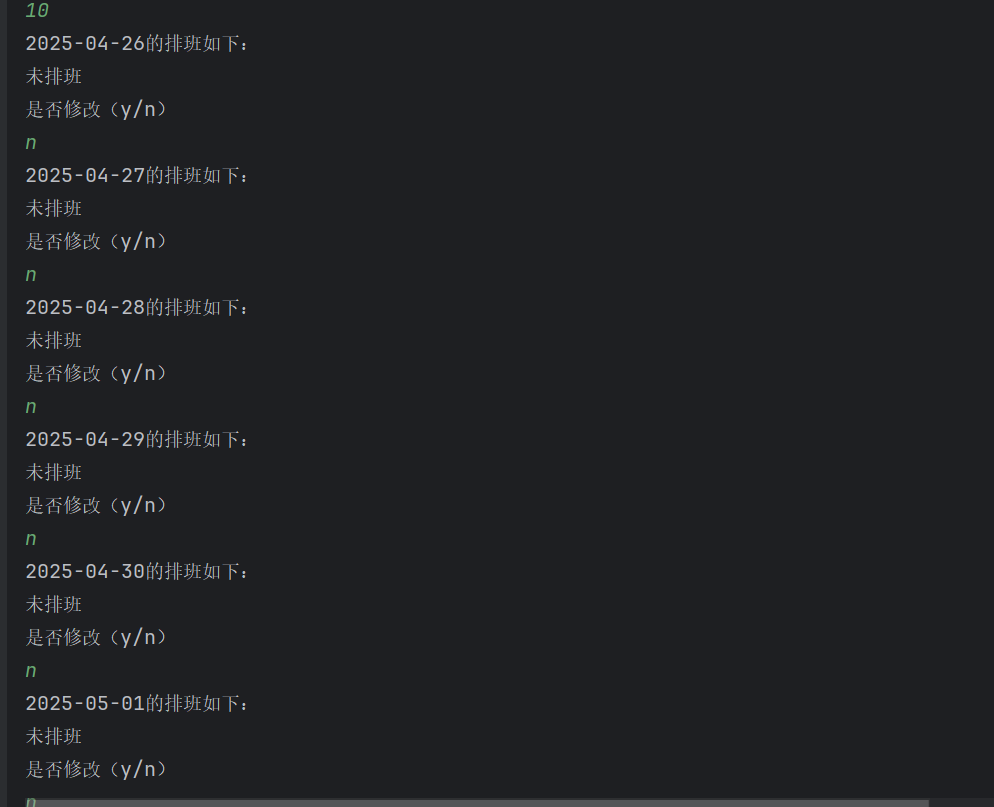 10
2025-04-26的排班如下：
未排班
是否修改（y/n）
n
2025-04-27的排班如下：
未排班
是否修改（y/n）
n
2025-04-28的排班如下：
未排班
是否修改（y/n）
n
2025-04-29的排班如下：
未排班
是否修改（y/n）
n
2025-04-30的排班如下：
未排班
是否修改（y/n）
n
2025-05-01的排班如下：
未排班
是否修改（y/n）
n